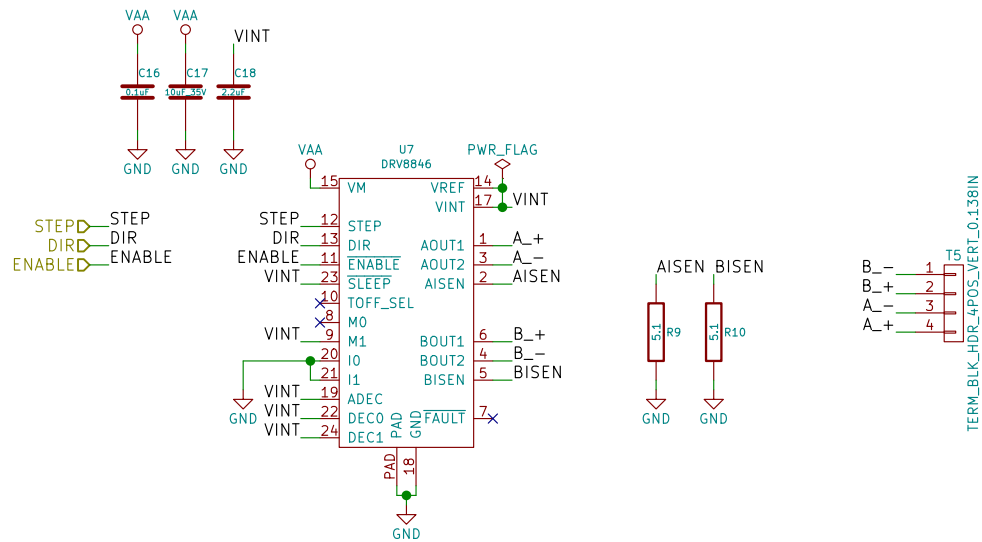 VAA
VAA
VINT
C16
C17
C18
0.1uF
10uF_35V
2.2uF
GND
GND
GND
VAA
U7
DRV8846
PWR_FLAG
15
VM
VREF
14
VINT
17
VINT
STEP
STEP
DIR
DIR
ENABLE
ENABLE
STEP
12
STEP
DIR
13
DIR
AOUT1
1
A_+
ENABLE
11
ENABLE
AOUT2
3
A_-
VINT
23
SLEEP
AISEN
2
AISEN
10
TOFF_SEL
8
M0
VINT
9
M1
BOUT1
6
B_+
20
I0
BOUT2
4
B_-
21
I1
BISEN
5
BISEN
VINT
19
ADEC
VINT
22
DEC0
FAULT
7
VINT
24
DEC1
PAD
GND
PAD
18
GND
GND
AISEN
BISEN
5.1
R9
5.1
R10
GND
GND
T5
B_-
1
B_+
2
A_-
3
A_+
4
TERM_BLK_HDR_4POS_VERT_0.138IN